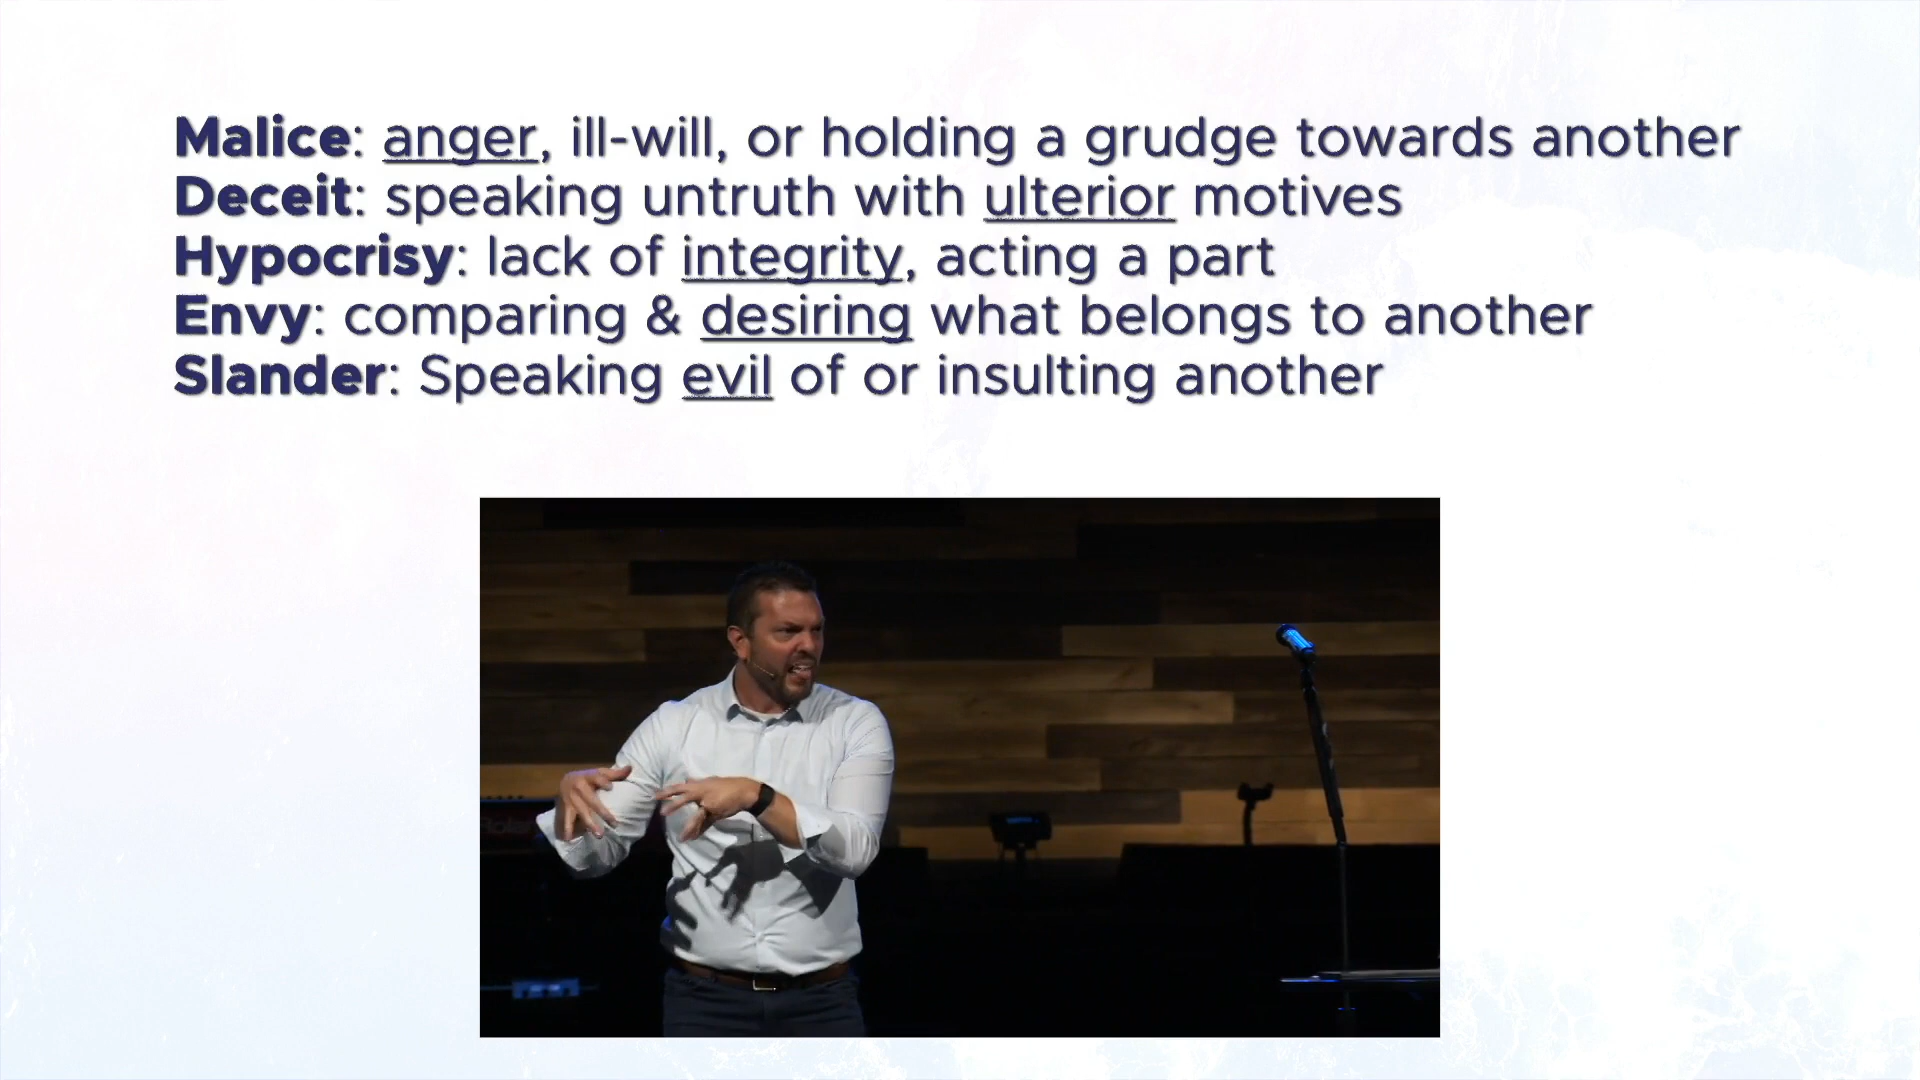 Malice: anger, ill-will, or holding a grudge towards another
Deceit: speaking untruth with ulterior motives
Hypocrisy: lack of integrity, acting a part
Envy: comparing & desiring what belongs to another
Slander: Speaking evil of or insulting another